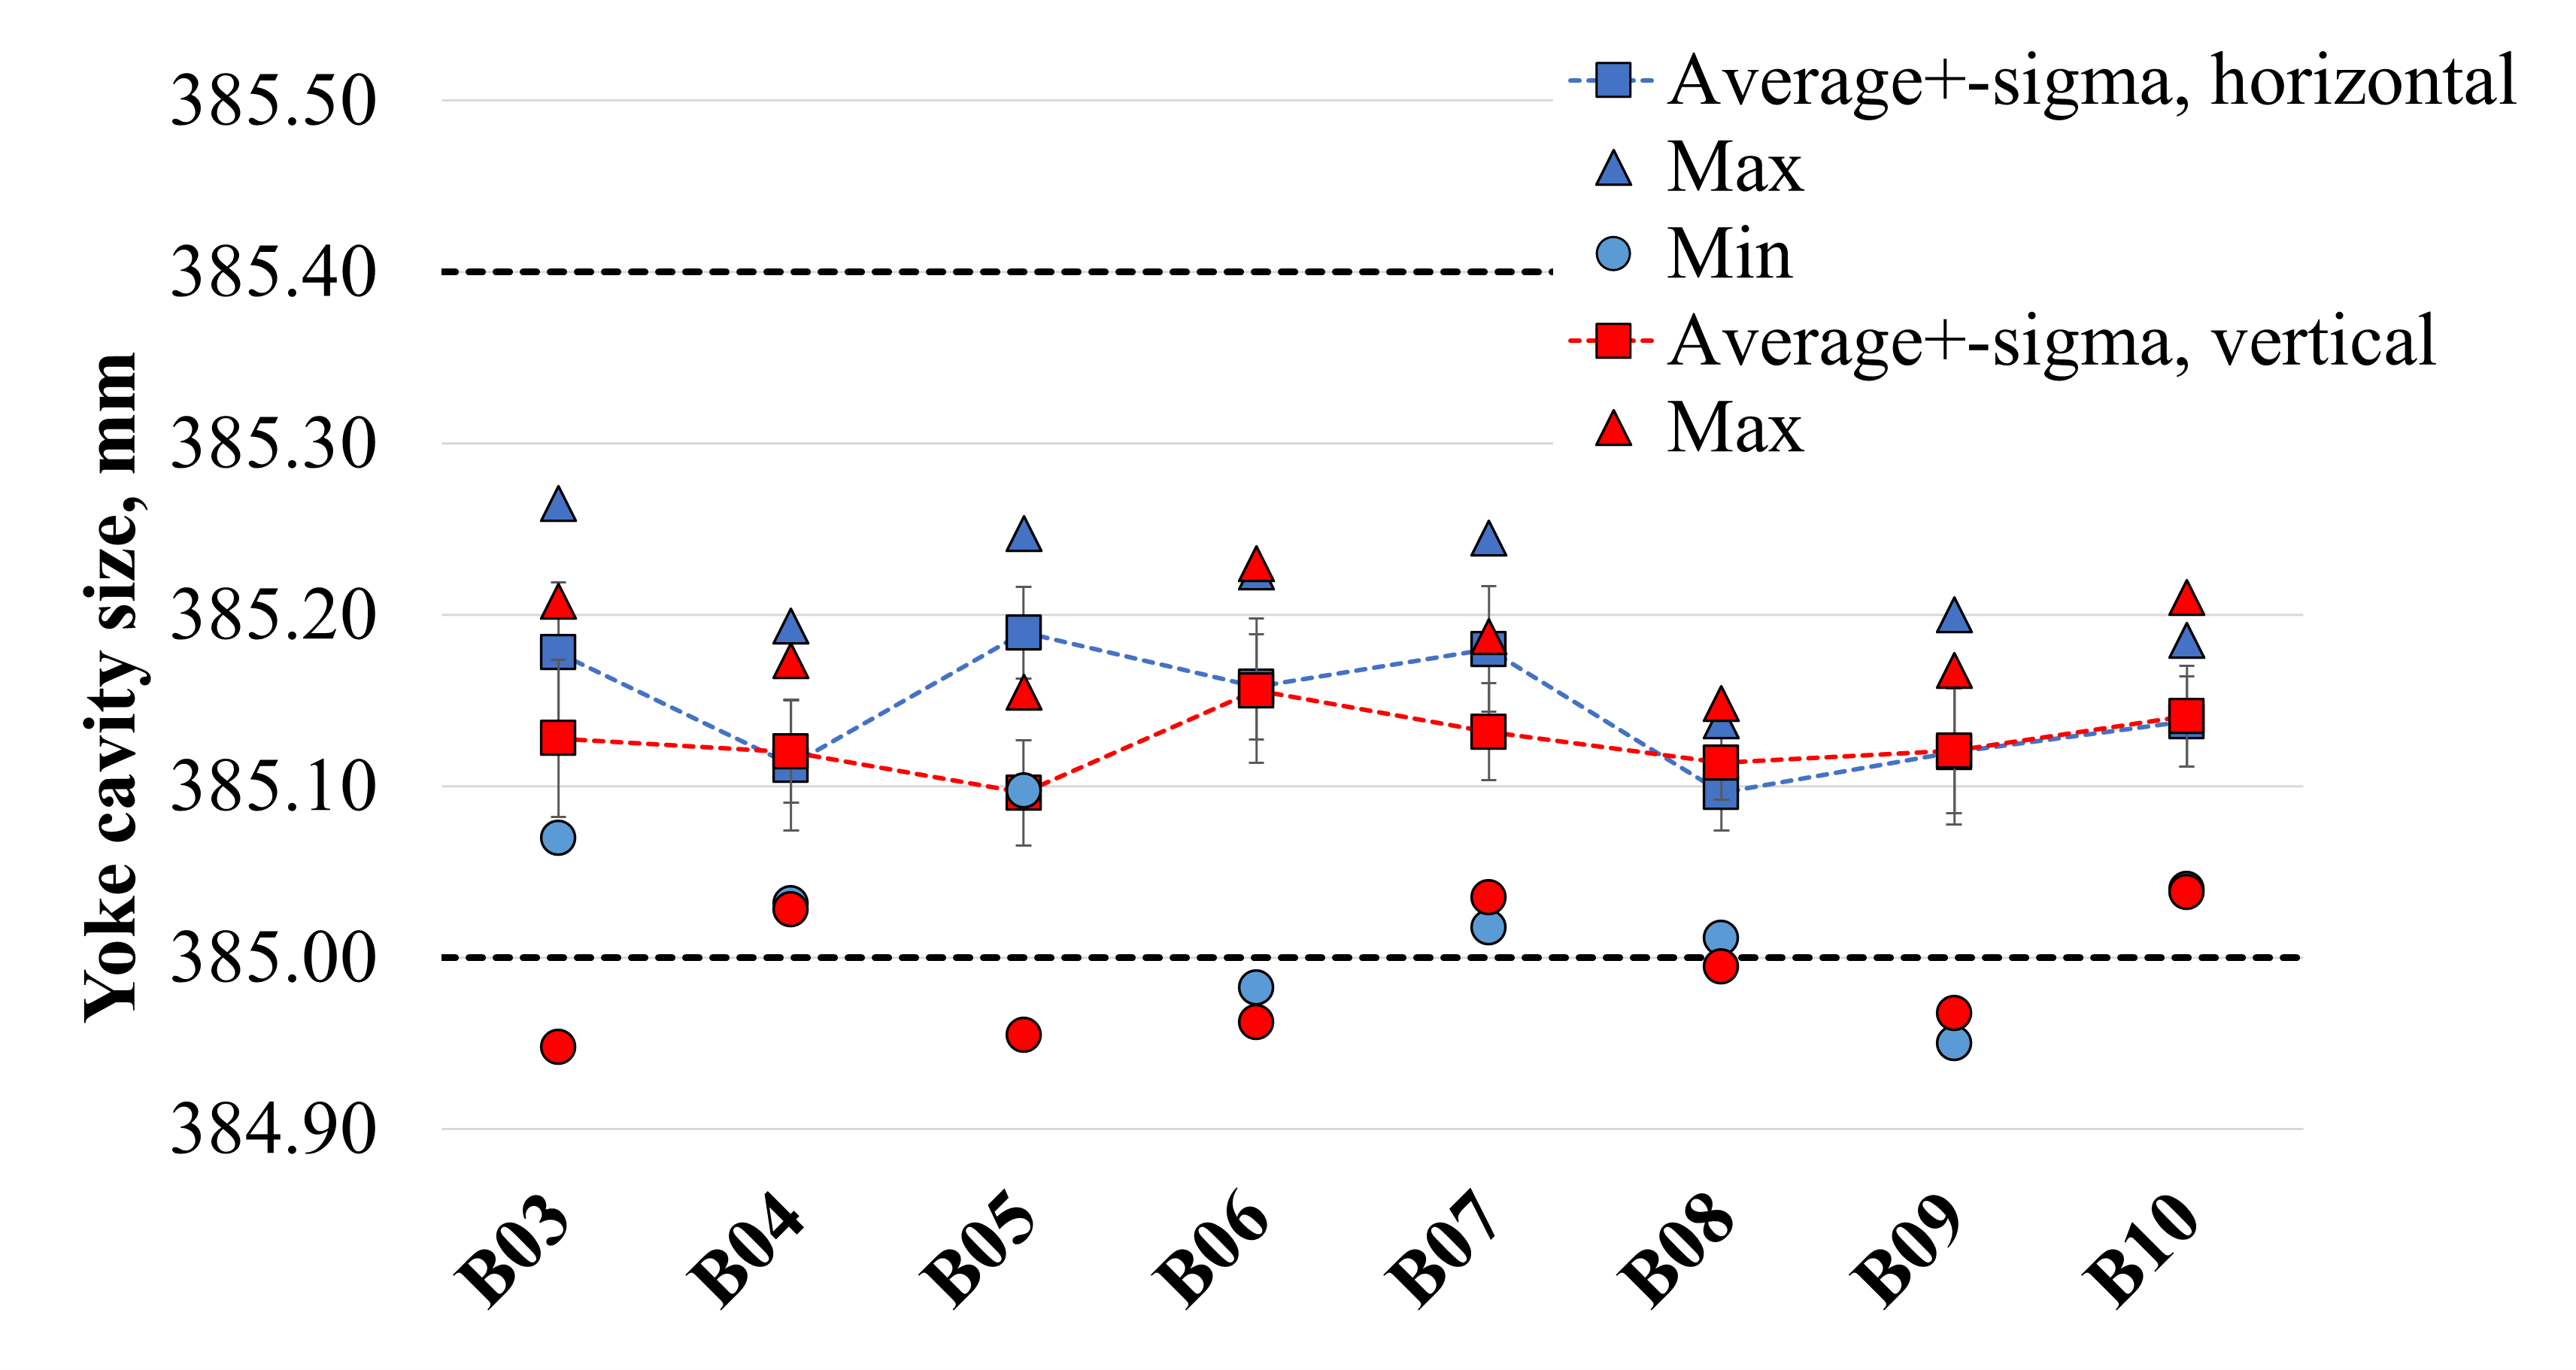 385.50
385.40
385.30
385.20
385.10
385.00
384.90
Yoke cavity size, mm
Average+-sigma, horizontal
Max
Min
Average+-sigma, vertical
Max
B03
B04
B05
B06
B07
B08
B09
B10